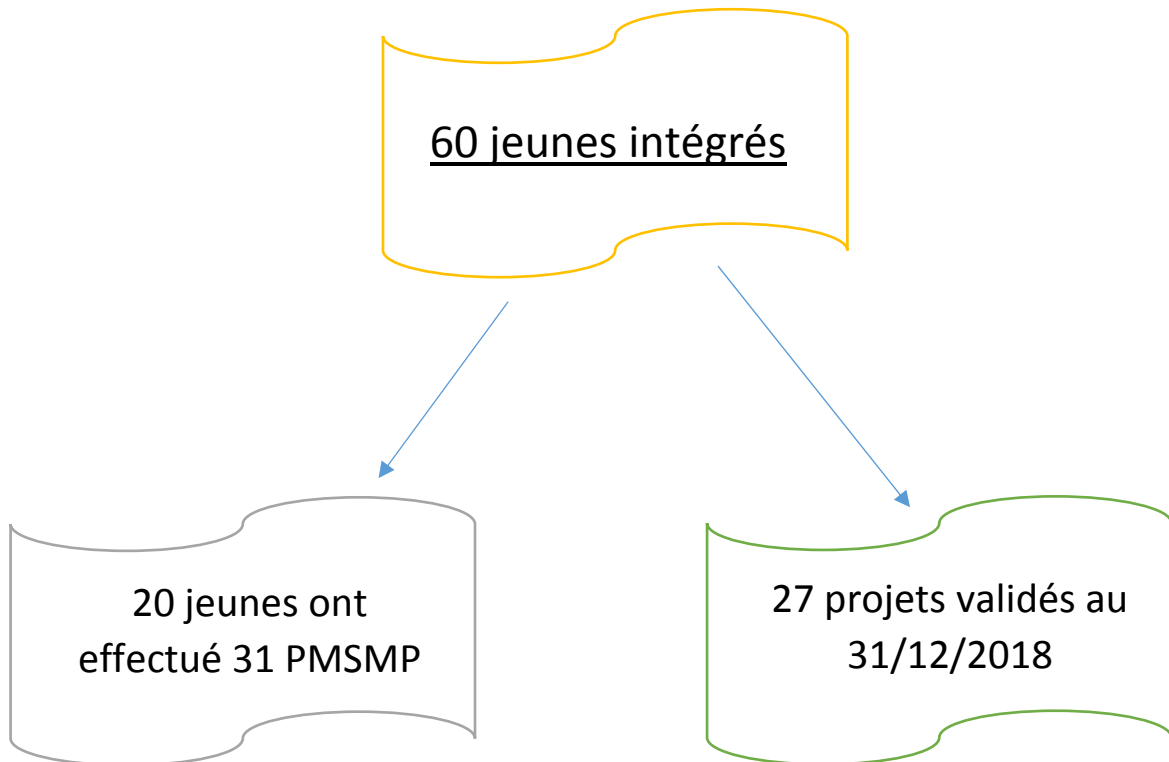 60 jeunes intégrés
20 jeunes ont
effectué 31 PMSMP
27 projets validés au
31/12/2018